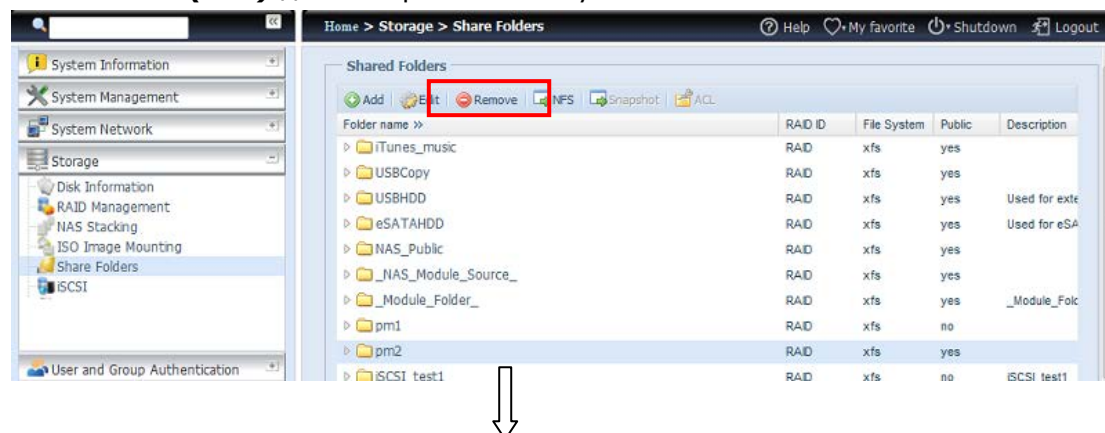 Home > Storage > Share Folders
Help My favorite Shutdown Logout
System Information
System Management
System Network
Storage
Disk Information
RAID Management
NAS Stacking
ISO Image Mounting
Share Folders
iSCSI
User and Group Authentication
Shared Folders
Add Edit Remove NFS Snapshot ACL
Folder name » RAID ID File System Public Description
iTunes_music RAID xfs yes
USBCopy RAID xfs yes
USBHDD RAID xfs yes Used for exte
eSATAHDD RAID xfs yes Used for eSA
NAS_Public RAID xfs yes
_NAS_Module_Source_ RAID xfs yes
_Module_Folder_ RAID xfs yes _Module_Fold
pm1 RAID xfs no
pm2 RAID xfs yes
iSCSI_test1 RAID xfs no iSCSI_test1